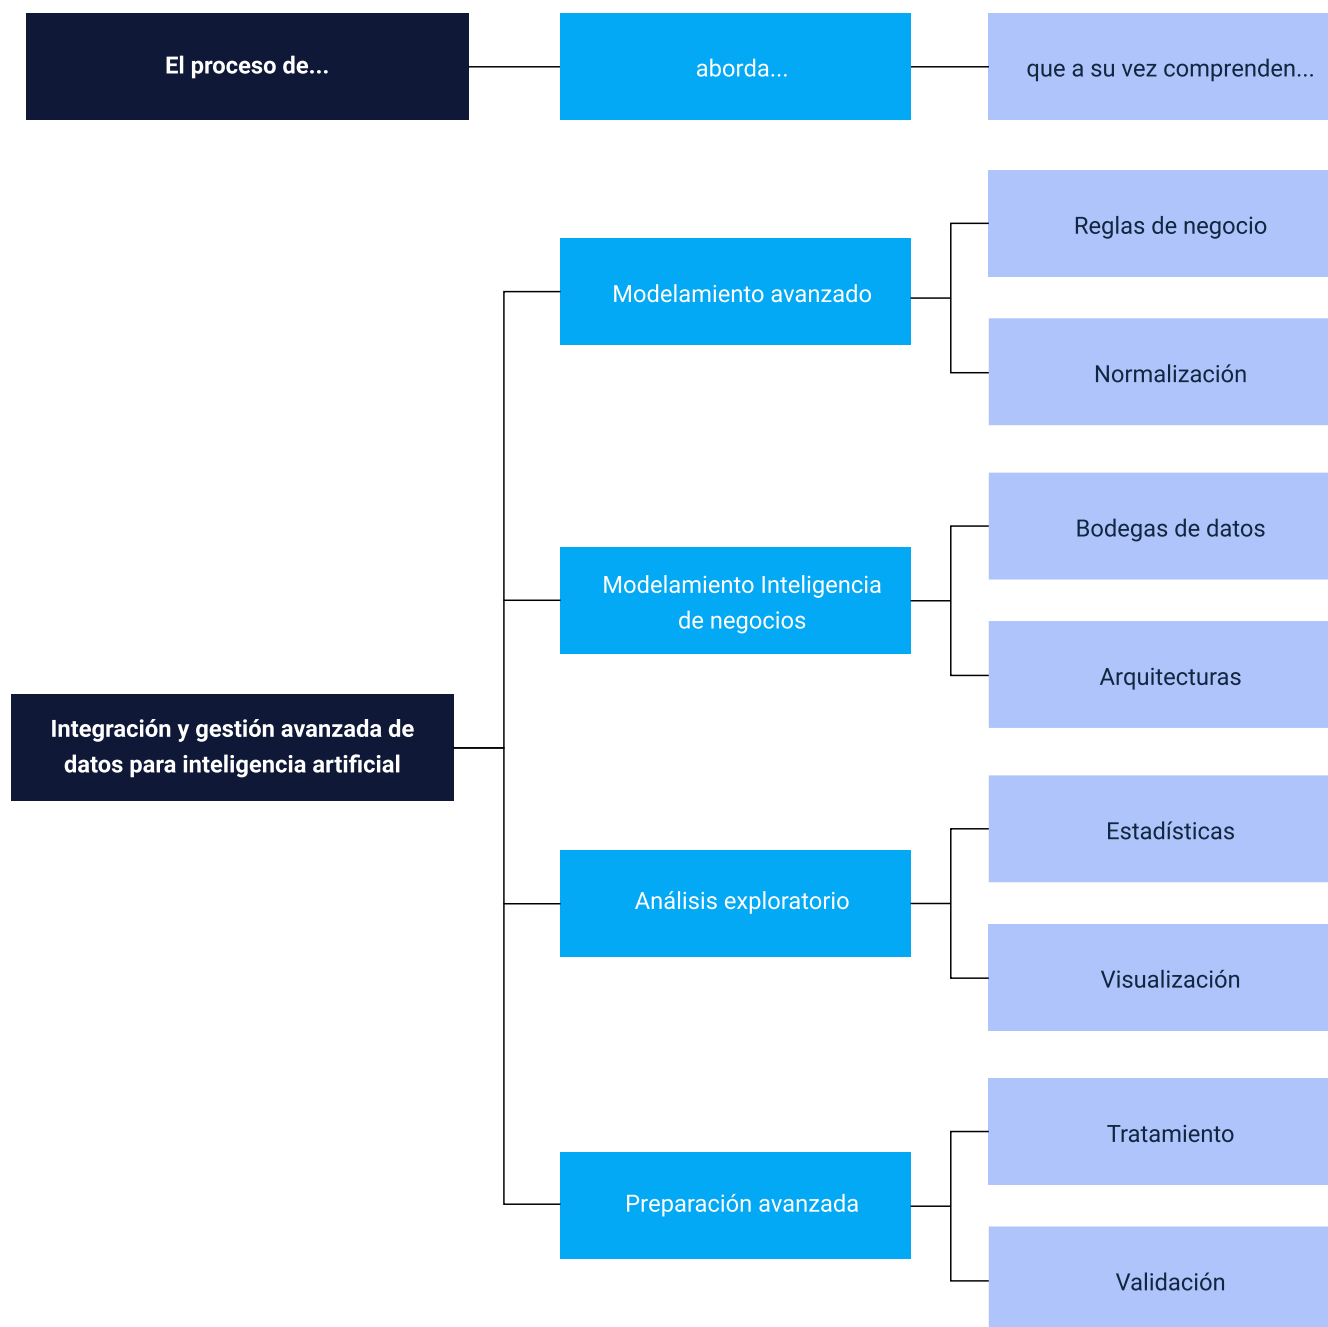 El proceso de...
aborda...
que a su vez comprenden...
Reglas de negocio
Modelamiento avanzado
Normalización
Bodegas de datos
Modelamiento Inteligencia
de negocios
Arquitecturas
Integración y gestión avanzada de
datos para inteligencia artificial
Estadísticas
Análisis exploratorio
Visualización
Tratamiento
Preparación avanzada
Validación